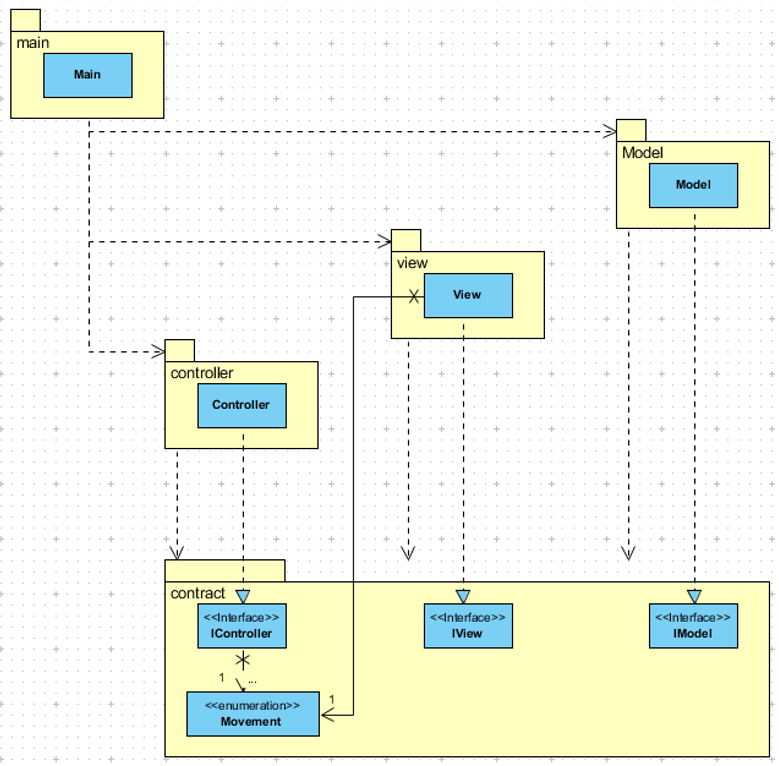 main
Main
Model
Model
view
View
controller
Controller
contract
<<Interface>>
IController
<<Interface>>
IView
<<Interface>>
IModel
1
...
<<enumeration>>
Movement
1